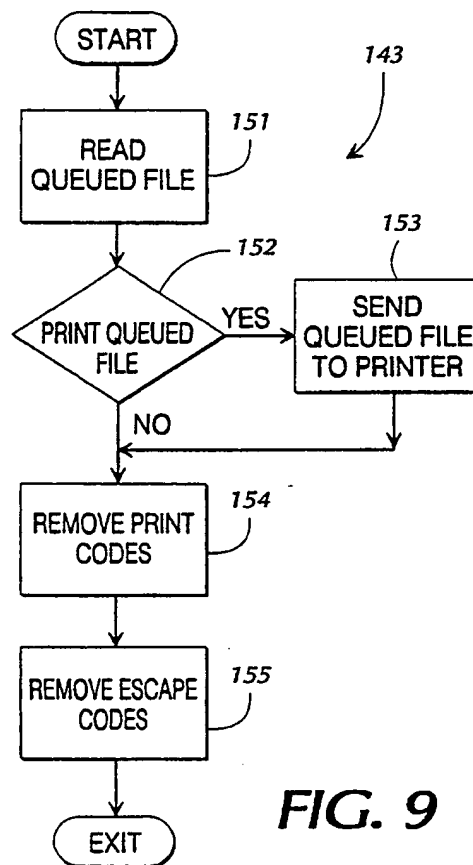 START
143
151
READ
QUEUED FILE
152
153
PRINT QUEUED
FILE
YES
SEND
QUEUED FILE
TO PRINTER
NO
154
REMOVE PRINT
CODES
155
REMOVE ESCAPE
CODES
EXIT
FIG. 9